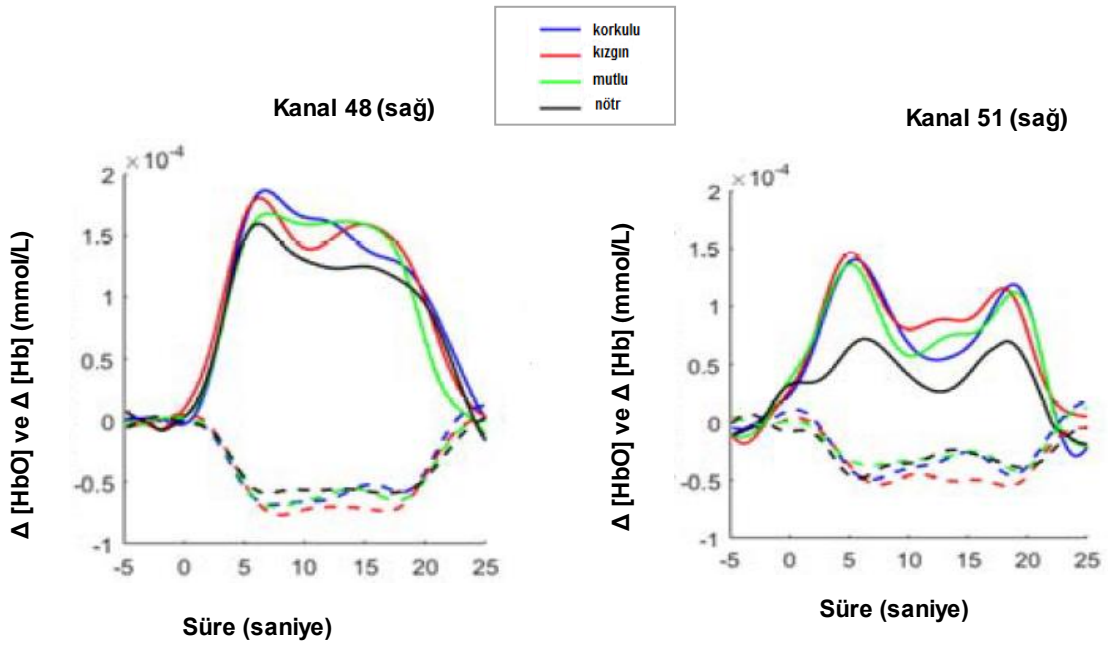 korkulu
kızgın
mutlu
nötr
Kanal 48 (sağ)
×10⁻⁴
2
1.5
1
0.5
0
-0.5
-1
-5 0 5 10 15 20 25
Δ [HbO] ve Δ [Hb] (mmol/L)
Süre (saniye)
Kanal 51 (sağ)
×10⁻⁴
2
1.5
1
0.5
0
-0.5
-1
-5 0 5 10 15 20 25
Δ [HbO] ve Δ [Hb] (mmol/L)
Süre (saniye)